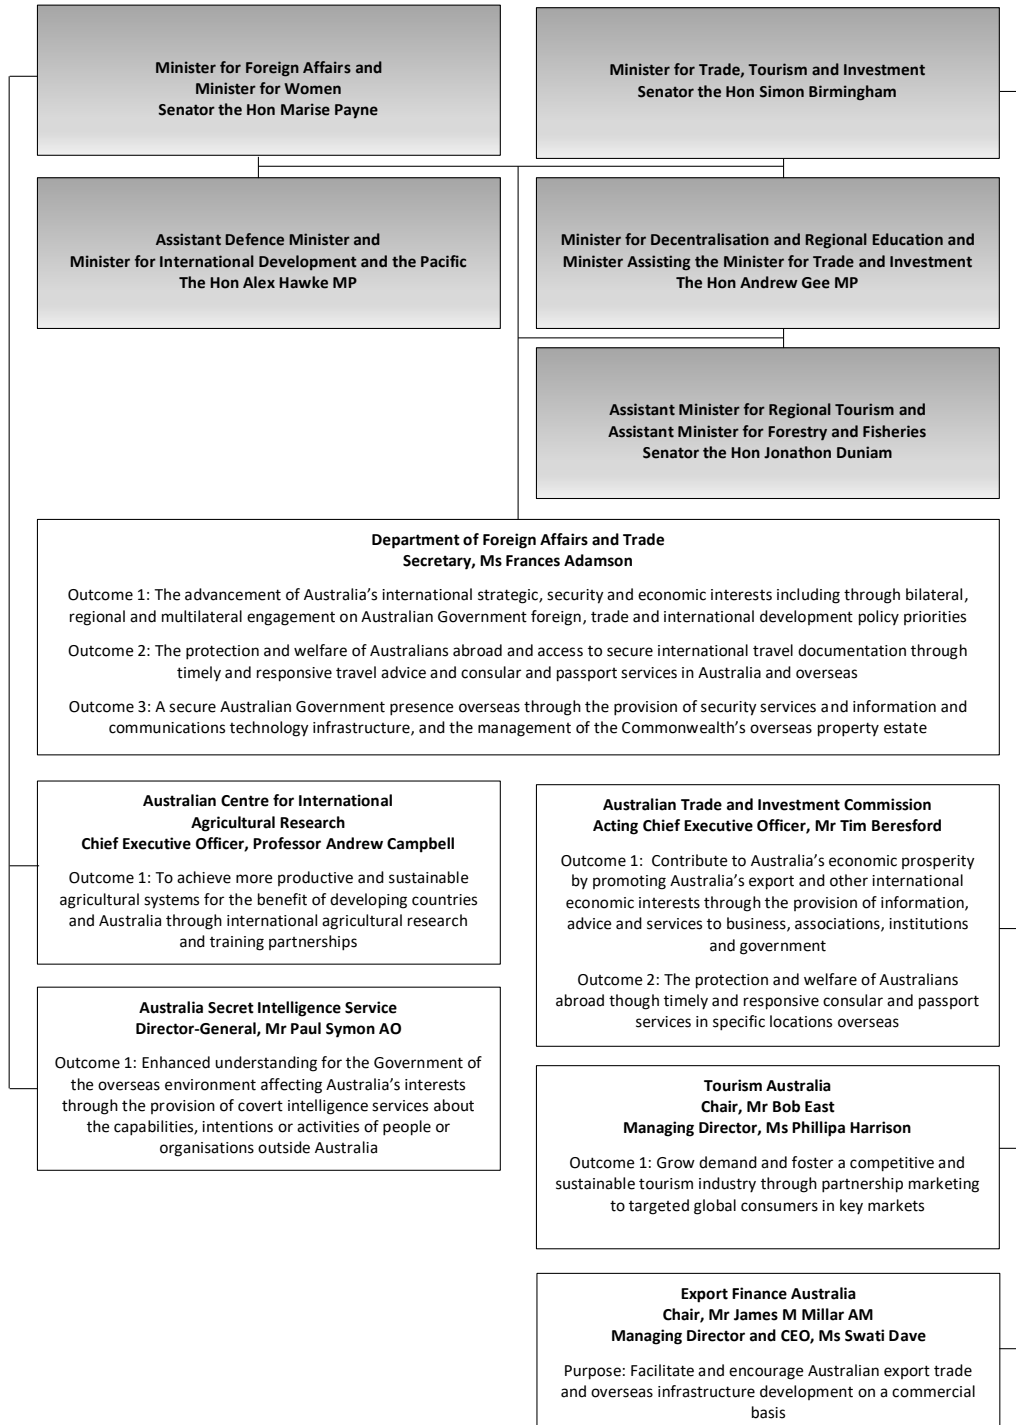 Minister for Foreign Affairs and
Minister for Women
Senator the Hon Marise Payne
Minister for Trade, Tourism and Investment
Senator the Hon Simon Birmingham
Assistant Defence Minister and
Minister for International Development and the Pacific
The Hon Alex Hawke MP
Minister for Decentralisation and Regional Education and
Minister Assisting the Minister for Trade and Investment
The Hon Andrew Gee MP
Assistant Minister for Regional Tourism and
Assistant Minister for Forestry and Fisheries
Senator the Hon Jonathon Duniam
Department of Foreign Affairs and Trade
Secretary, Ms Frances Adamson
Outcome 1: The advancement of Australia’s international strategic, security and economic interests including through bilateral,
regional and multilateral engagement on Australian Government foreign, trade and international development policy priorities
Outcome 2: The protection and welfare of Australians abroad and access to secure international travel documentation through
timely and responsive travel advice and consular and passport services in Australia and overseas
Outcome 3: A secure Australian Government presence overseas through the provision of security services and information and
communications technology infrastructure, and the management of the Commonwealth’s overseas property estate
Australian Centre for International
Agricultural Research
Chief Executive Officer, Professor Andrew Campbell
Outcome 1: To achieve more productive and sustainable
agricultural systems for the benefit of developing countries
and Australia through international agricultural research
and training partnerships
Australia Secret Intelligence Service
Director-General, Mr Paul Symon AO
Outcome 1: Enhanced understanding for the Government of
the overseas environment affecting Australia’s interests
through the provision of covert intelligence services about
the capabilities, intentions or activities of people or
organisations outside Australia
Australian Trade and Investment Commission
Acting Chief Executive Officer, Mr Tim Beresford
Outcome 1: Contribute to Australia’s economic prosperity
by promoting Australia’s export and other international
economic interests through the provision of information,
advice and services to business, associations, institutions
and government
Outcome 2: The protection and welfare of Australians
abroad though timely and responsive consular and passport
services in specific locations overseas
Tourism Australia
Chair, Mr Bob East
Managing Director, Ms Phillipa Harrison
Outcome 1: Grow demand and foster a competitive and
sustainable tourism industry through partnership marketing
to targeted global consumers in key markets
Export Finance Australia
Chair, Mr James M Millar AM
Managing Director and CEO, Ms Swati Dave
Purpose: Facilitate and encourage Australian export trade
and overseas infrastructure development on a commercial
basis